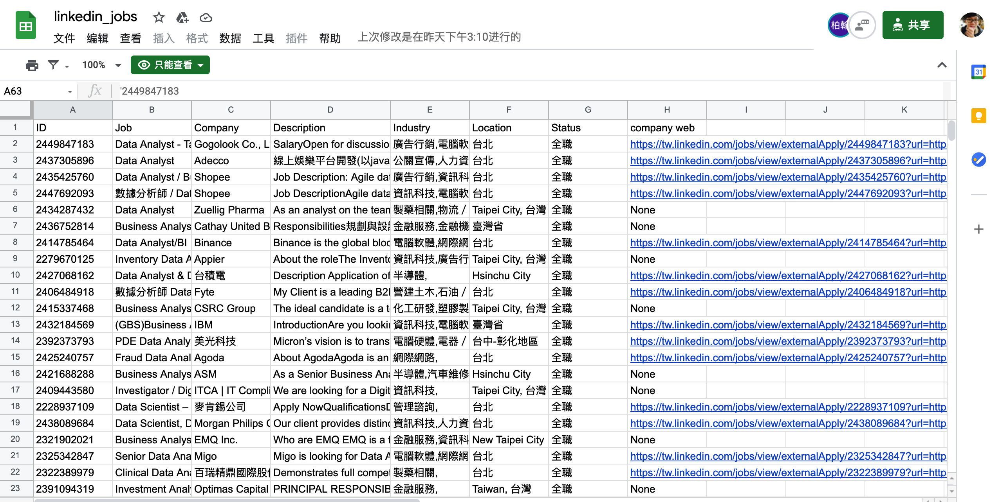 linkedin_jobs
文件 编辑 查看 插入 格式 数据 工具 插件 帮助 上次修改是在昨天下午3:10进行的
柏翰 共享
100% 只能查看
31
A63 fx '2449847183
A B C D E F G H I J K
1 ID Job Company Description Industry Location Status company web
2 2449847183 Data Analyst - Ta Gogolook Co., L SalaryOpen for discussio 廣告行銷,電腦軟 台北 全職 https://tw.linkedin.com/jobs/view/externalApply/2449847183?url=http
3 2437305896 Data Analyst Adecco 線上娛樂平台開發(以java 公關宣傳,人力資 台北 全職 https://tw.linkedin.com/jobs/view/externalApply/2437305896?url=http
4 2435425760 Data Analyst / B Shopee Job Description: Agile dat 廣告行銷,資訊科 台北 全職 https://tw.linkedin.com/jobs/view/externalApply/2435425760?url=http
5 2447692093 數據分析師 / Dat Shopee Job DescriptionAgile data 資訊科技,電腦軟 台北 全職 https://tw.linkedin.com/jobs/view/externalApply/2447692093?url=http
6 2434287432 Data Analyst Zuellig Pharma As an analyst on the team 製藥相關,物流 / Taipei City, 台灣 全職 None
7 2436752814 Business Analys Cathay United B Responsibilities規劃與設 金融服務,金融機 臺灣省 全職 None
8 2414785464 Data Analyst/BI Binance Binance is the global bloc 電腦軟體,網際網 台北 全職 https://tw.linkedin.com/jobs/view/externalApply/2414785464?url=http
9 2279670125 Inventory Data A Appier About the roleThe Invento 資訊科技,廣告行 Taipei City, 台灣 全職 None
10 2427068162 Data Analyst & D 台積電 Description Application of 半導體, Hsinchu City 全職 https://tw.linkedin.com/jobs/view/externalApply/2427068162?url=http
11 2406484918 數據分析師 Data Fyte My Client is a leading B2 營建土木,石油 / 台北 全職 https://tw.linkedin.com/jobs/view/externalApply/2406484918?url=http
12 2415337468 Business Analys CSRC Group The ideal candidate is a t 化工研發,塑膠製 Taipei City, 台灣 全職 None
13 2432184569 (GBS)Business A IBM IntroductionAre you lookin 資訊科技,電腦軟 臺灣省 全職 https://tw.linkedin.com/jobs/view/externalApply/2432184569?url=http
14 2392373793 PDE Data Analy 美光科技 Micron’s vision is to trans 電腦硬體,電器 / 台中-彰化地區 全職 https://tw.linkedin.com/jobs/view/externalApply/2392373793?url=http
15 2425240757 Fraud Data Anal Agoda About AgodaAgoda is an 網際網路, 台北 全職 https://tw.linkedin.com/jobs/view/externalApply/2425240757?url=http
16 2421688288 Business Analys ASM As a Senior Business Ana 半導體,汽車維修 Hsinchu City 全職 None
17 2409443580 Investigator / Dig ITCA | IT Compli We are looking for a Digit 資訊科技, Taipei City, 台灣 全職 None
18 2228937109 Data Scientist – 麥肯錫公司 Apply NowQualificationsD 管理諮詢, 台北 全職 https://tw.linkedin.com/jobs/view/externalApply/2228937109?url=http
19 2438089684 Data Scientist, D Morgan Philips G Our client provides distinc 資訊科技,人力資 台北 全職 https://tw.linkedin.com/jobs/view/externalApply/2438089684?url=http
20 2321902021 Business Analys EMQ Inc. Who are EMQ EMQ is a f 金融服務,資訊科 New Taipei City 全職 None
21 2325342847 Senior Data Ana Migo Migo is looking for Data A 電腦軟體,網際網 台北 全職 https://tw.linkedin.com/jobs/view/externalApply/2325342847?url=http
22 2322389979 Clinical Data Ana 百瑞精鼎國際股份 Demonstrates full compet 製藥相關, 台北 全職 https://tw.linkedin.com/jobs/view/externalApply/2322389979?url=http
23 2391094319 Investment Analy Optimas Capital PRINCIPAL RESPONSIB 金融服務, Taiwan, 台灣 全職 None